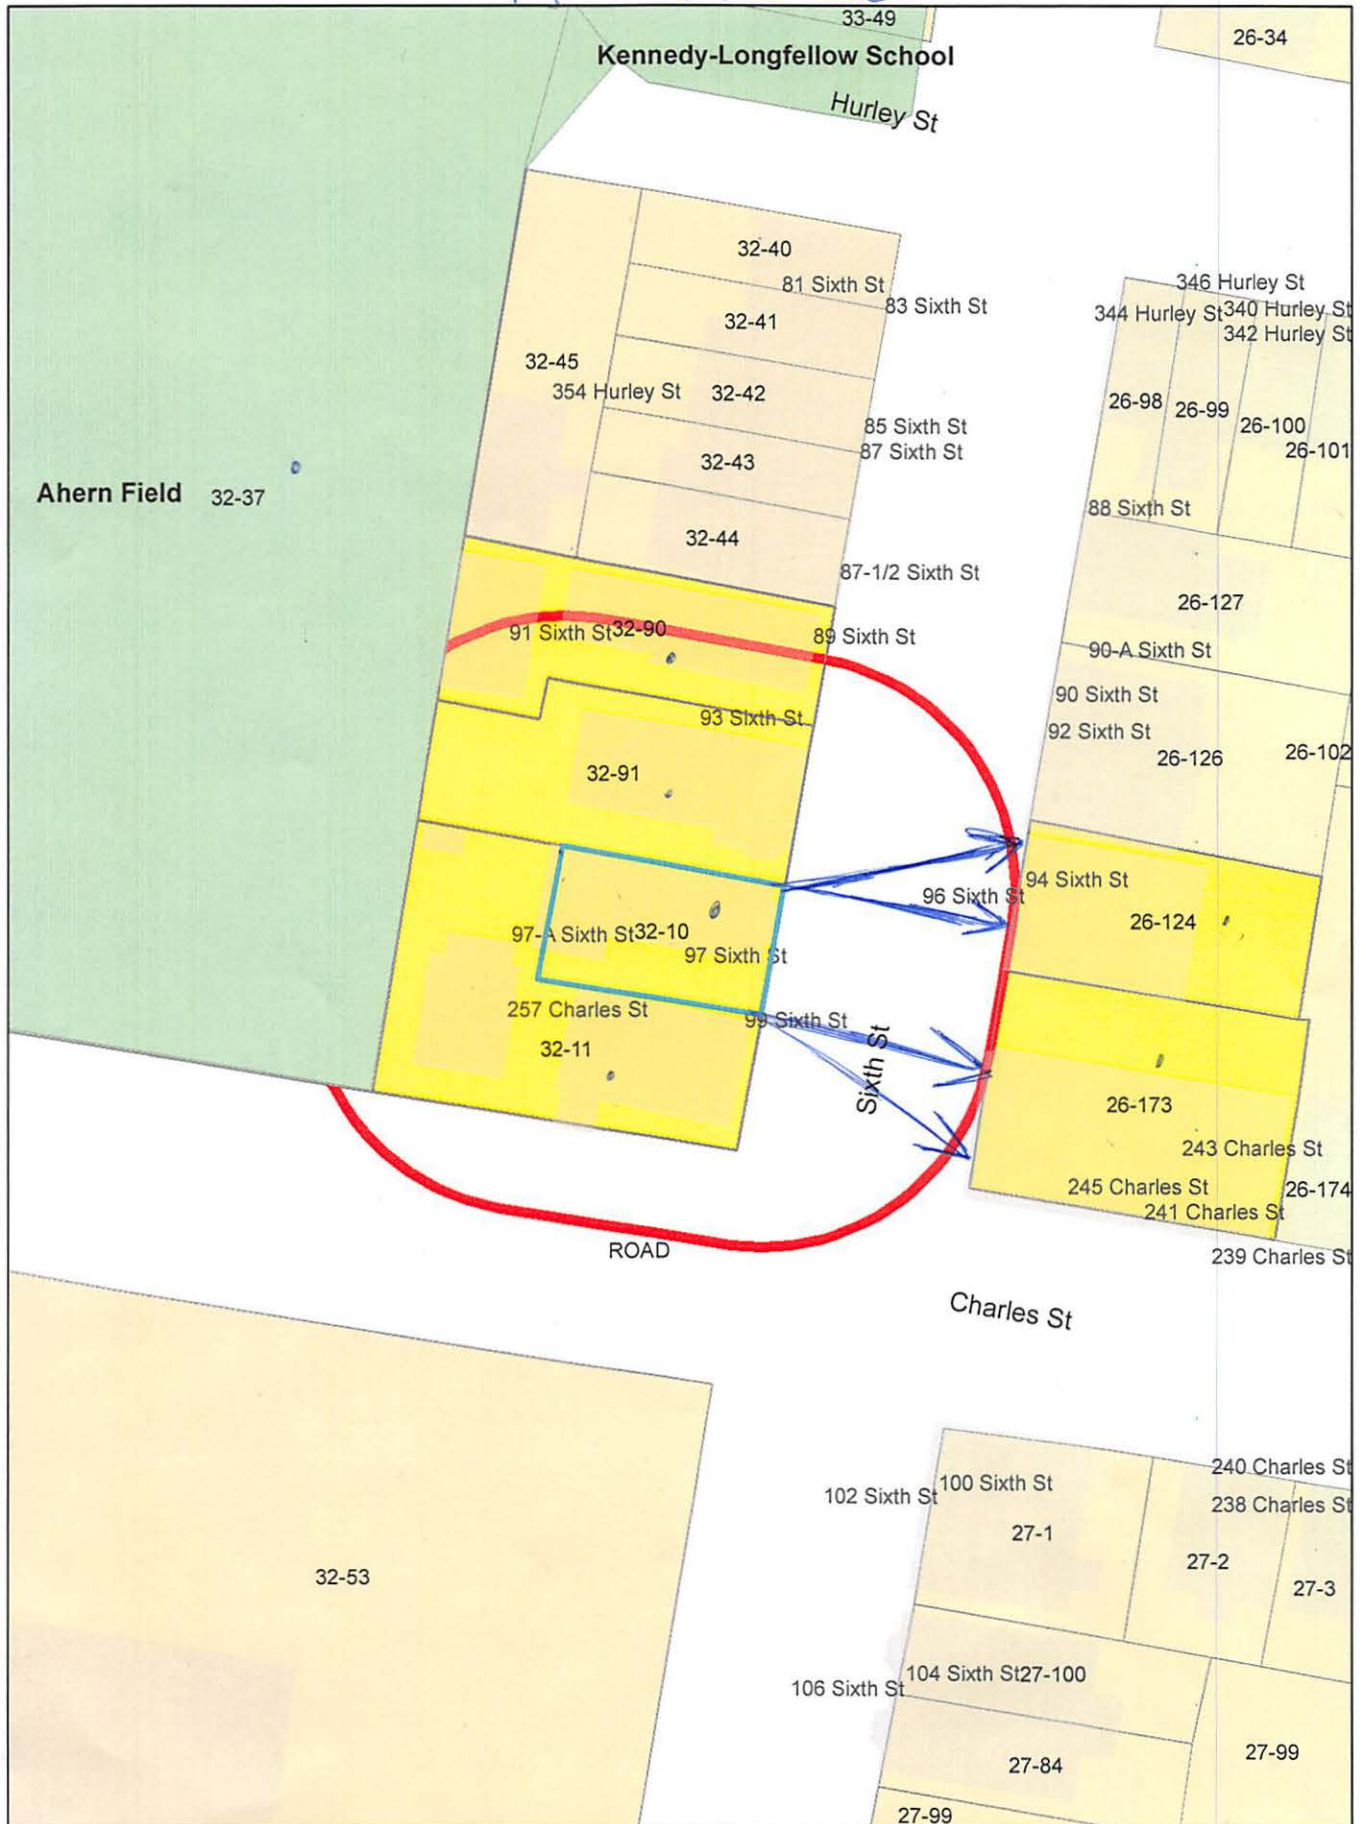 33-49
26-34
Kennedy-Longfellow School
Hurley St
32-40
81 Sixth St
83 Sixth St
346 Hurley St
344 Hurley St
340 Hurley St
342 Hurley St
32-41
32-45
354 Hurley St
32-42
26-98
26-99
26-100
26-101
85 Sixth St
87 Sixth St
32-43
Ahern Field
32-37
88 Sixth St
32-44
87-1/2 Sixth St
26-127
91 Sixth St
32-90
89 Sixth St
90-A Sixth St
90 Sixth St
93 Sixth St
92 Sixth St
26-126
26-102
32-91
94 Sixth St
96 Sixth St
26-124
97-A Sixth St
32-10
97 Sixth St
257 Charles St
99 Sixth St
32-11
Sixth St
26-173
243 Charles St
245 Charles St
26-174
241 Charles St
ROAD
239 Charles St
Charles St
240 Charles St
102 Sixth St
100 Sixth St
238 Charles St
27-1
27-2
32-53
27-3
104 Sixth St
27-100
106 Sixth St
27-99
27-84
27-99